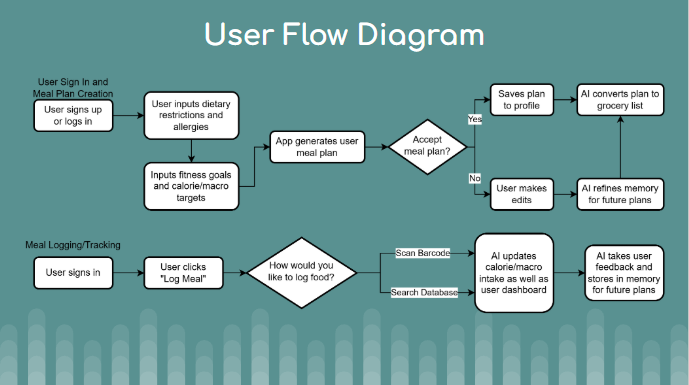 User Flow Diagram
User Sign In and
Meal Plan Creation
User signs up
or logs in
User inputs dietary
restrictions and
allergies
Inputs fitness goals
and calorie/macro
targets
App generates user
meal plan
Accept
meal plan?
Yes
No
Saves plan
to profile
AI converts plan to
grocery list
User makes
edits
AI refines memory
for future plans
Meal Logging/Tracking
User signs in
User clicks
"Log Meal"
How would you
like to log food?
Scan Barcode
Search Database
AI updates
calorie/macro
intake as well as
user dashboard
AI takes user
feedback and
stores in memory
for future plans